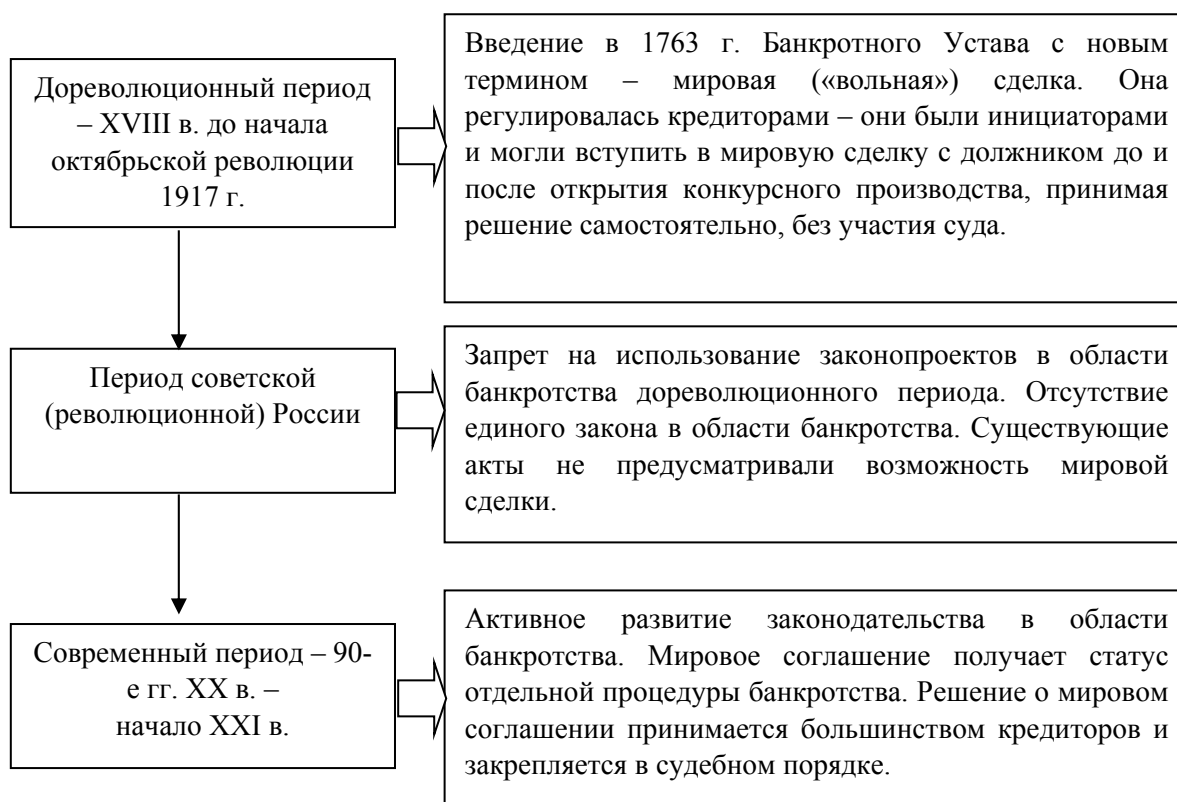 Дореволюционный период
– XVIII в. до начала
октябрьской революции
1917 г.
Введение в 1763 г. Банкротного Устава с новым
термином – мировая («вольная») сделка. Она
регулировалась кредиторами – они были инициаторами
и могли вступить в мировую сделку с должником до и
после открытия конкурсного производства, принимая
решение самостоятельно, без участия суда.
Период советской
(революционной) России
Запрет на использование законопроектов в области
банкротства дореволюционного периода. Отсутствие
единого закона в области банкротства. Существующие
акты не предусматривали возможность мировой
сделки.
Современный период – 90-
е гг. XX в. –
начало XXI в.
Активное развитие законодательства в области
банкротства. Мировое соглашение получает статус
отдельной процедуры банкротства. Решение о мировом
соглашении принимается большинством кредиторов и
закрепляется в судебном порядке.